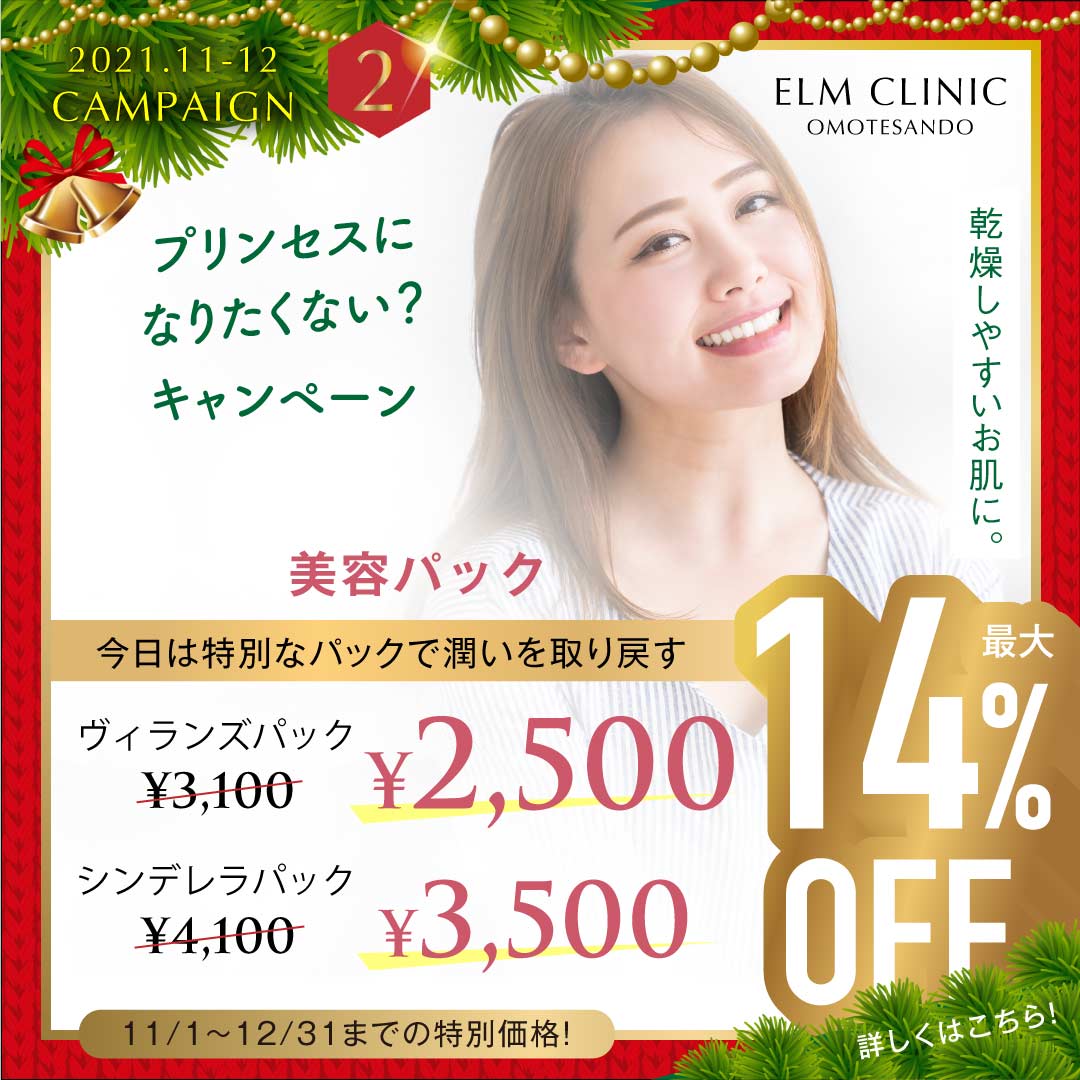 2021.11-12
CAMPAIGN
2
ELM CLINIC
OMOTESANDO
プリンセスに
なりたくない？
キャンペーン
乾燥しやすいお肌に。
美容パック
今日は特別なパックで潤いを取り戻す
ヴィランズパック
¥3,100
¥2,500
シンデレラパック
¥4,100
¥3,500
最大
14%
OFF
11/1〜12/31までの特別価格!
詳しくはこちら!